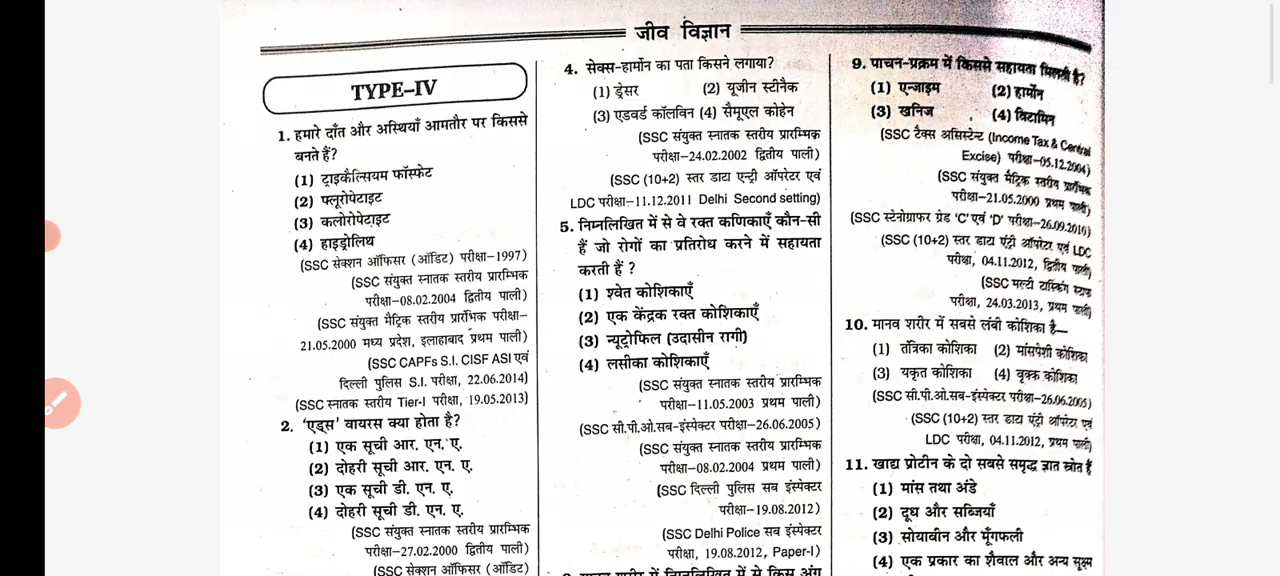 जीव विज्ञान
TYPE–IV
1. हमारे दाँत और अस्थियाँ आमतौर पर किससे
बनते हैं?
(1) ट्राइकैल्सियम फॉस्फेट
(2) फ्लूरोपेटाइट
(3) कलोरोपेटाइट
(4) हाइड्रोलिथ
(SSC सेक्शन ऑफिसर (ऑडिट) परीक्षा–1997)
(SSC संयुक्त स्नातक स्तरीय प्रारम्भिक
परीक्षा–08.02.2004 द्वितीय पाली)
(SSC संयुक्त मैट्रिक स्तरीय प्रारंभिक परीक्षा–
21.05.2000 मध्य प्रदेश, इलाहाबाद प्रथम पाली)
(SSC CAPFs S.I. CISF ASI एवं
दिल्ली पुलिस S.I. परीक्षा, 22.06.2014)
(SSC स्नातक स्तरीय Tier-I परीक्षा, 19.05.2013)
2. ‘एड्स’ वायरस क्या होता है?
(1) एक सूची आर. एन. ए.
(2) दोहरी सूची आर. एन. ए.
(3) एक सूची डी. एन. ए.
(4) दोहरी सूची डी. एन. ए.
(SSC संयुक्त स्नातक स्तरीय प्रारम्भिक
परीक्षा–27.02.2000 द्वितीय पाली)
(SSC सेक्शन ऑफिसर (ऑडिट)
4. सेक्स-हार्मोन का पता किसने लगाया?
(1) ड्रेसर (2) यूजीन स्टीनैक
(3) एडवर्ड कॉलविन (4) सैमूएल कोहेन
(SSC संयुक्त स्नातक स्तरीय प्रारम्भिक
परीक्षा–24.02.2002 द्वितीय पाली)
(SSC (10+2) स्तर डाटा एन्ट्री ऑपरेटर एवं
LDC परीक्षा–11.12.2011 Delhi Second setting)
5. निम्नलिखित में से वे रक्त कणिकाएँ कौन-सी
हैं जो रोगों का प्रतिरोध करने में सहायता
करती हैं ?
(1) श्वेत कोशिकाएँ
(2) एक केंद्रक रक्त कोशिकाएँ
(3) न्यूट्रोफिल (उदासीन रागी)
(4) लसीका कोशिकाएँ
(SSC संयुक्त स्नातक स्तरीय प्रारम्भिक
परीक्षा–11.05.2003 प्रथम पाली)
(SSC सी.पी.ओ.सब-इंस्पेक्टर परीक्षा–26.06.2005)
(SSC संयुक्त स्नातक स्तरीय प्रारम्भिक
परीक्षा–08.02.2004 प्रथम पाली)
(SSC दिल्ली पुलिस सब इंस्पेक्टर
परीक्षा–19.08.2012)
(SSC Delhi Police सब इंस्पेक्टर
परीक्षा, 19.08.2012, Paper-I)
में निम्नलिखित में से किस अंग
9. पाचन-प्रक्रम में किससे सहायता मिलती है?
(1) एन्जाइम (2) हार्मोन
(3) खनिज (4) विटामिन
(SSC टैक्स असिस्टेन्ट (Income Tax & Central
Excise) परीक्षा–05.12.2004)
(SSC संयुक्त मैट्रिक स्तरीय प्रारंभिक
परीक्षा–21.05.2000 प्रथम पाली)
(SSC स्टेनोग्राफर ग्रेड ‘C’ एवं ‘D’ परीक्षा–26.09.2010)
(SSC (10+2) स्तर डाटा एंट्री ऑपरेटर एवं LDC
परीक्षा, 04.11.2012, द्वितीय पाली)
(SSC मल्टी टास्किंग स्टाफ
परीक्षा, 24.03.2013, प्रथम पाली)
10. मानव शरीर में सबसे लंबी कोशिका है—
(1) तंत्रिका कोशिका (2) मांसपेशी कोशिका
(3) यकृत कोशिका (4) वृक्क कोशिका
(SSC सी.पी.ओ.सब-इंस्पेक्टर परीक्षा–26.06.2005)
(SSC (10+2) स्तर डाटा एंट्री ऑपरेटर एवं
LDC परीक्षा, 04.11.2012, प्रथम पाली)
11. खाद्य प्रोटीन के दो सबसे समृद्ध ज्ञात स्रोत हैं
(1) मांस तथा अंडे
(2) दूध और सब्जियाँ
(3) सोयाबीन और मूँगफली
(4) एक प्रकार का शैवाल और अन्य सूक्ष्म